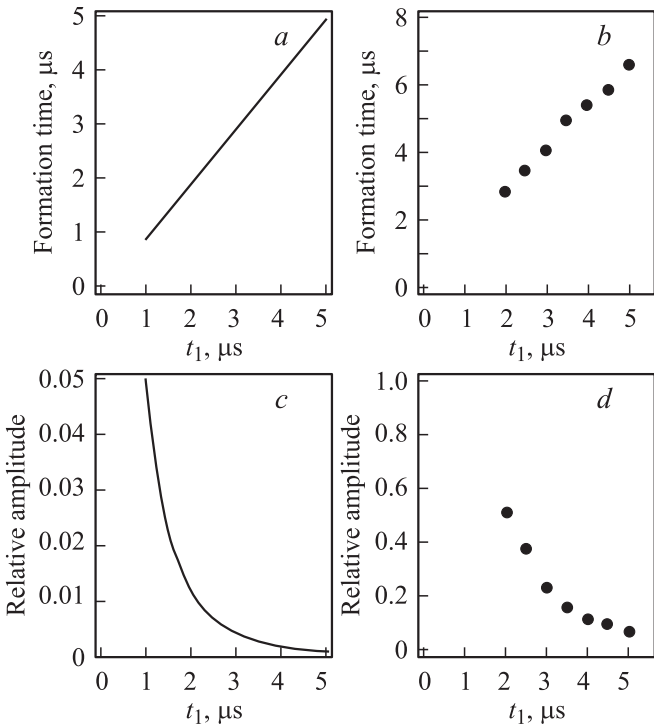 a
Formation time, μs
5
4
3
2
1
0
0 1 2 3 4 5
t1, μs
b
Formation time, μs
8
6
4
2
0
0 1 2 3 4 5
t1, μs
c
Relative amplitude
0.05
0.04
0.03
0.02
0.01
0
0 1 2 3 4 5
t1, μs
d
Relative amplitude
1.0
0.8
0.6
0.4
0.2
0
0 1 2 3 4 5
t1, μs